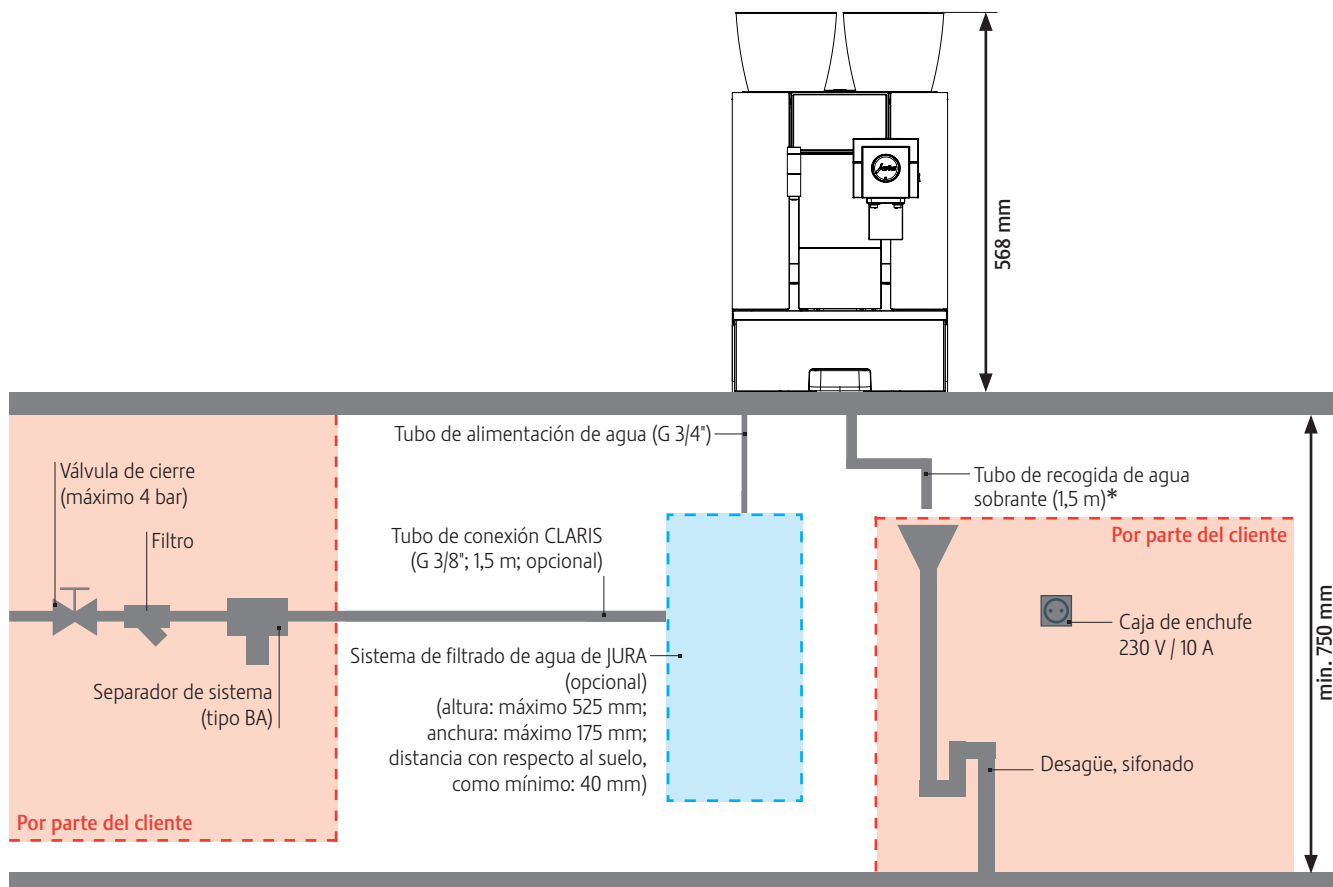 jura
568 mm
Tubo de alimentación de agua (G 3/4")
Válvula de cierre
(máximo 4 bar)
Filtro
Separador de sistema
(tipo BA)
Por parte del cliente
Tubo de conexión CLARIS
(G 3/8"; 1,5 m; opcional)
Sistema de filtrado de agua de JURA
(opcional)
(altura: máximo 525 mm;
anchura: máximo 175 mm;
distancia con respecto al suelo,
como mínimo: 40 mm)
Tubo de recogida de agua
sobrante (1,5 m)*
Por parte del cliente
Caja de enchufe
230 V / 10 A
Desagüe, sifonado
min. 750 mm